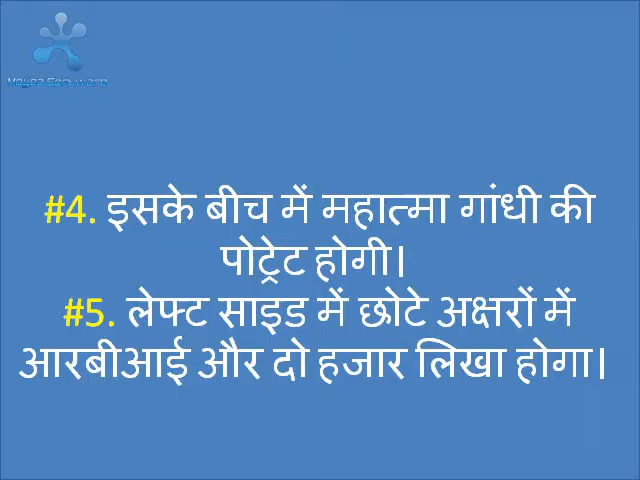 #4. इसके बीच में महात्मा गांधी की
पोट्रेट होगी।
#5. लेफ्ट साइड में छोटे अक्षरों में
आरबीआई और दो हजार लिखा होगा।